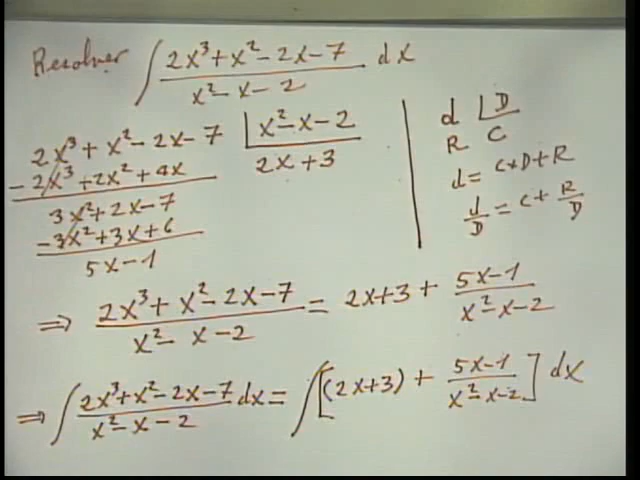 Resolver ∫ (2x³+x²-2x-7)/(x²-x-2) dx
2x³+x²-2x-7 | x²-x-2
-2x³+2x²+4x 2x+3
3x²+2x-7
-3x²+3x+6
5x-1
d | D
R C
d= C*D+R
d/D = C+ R/D
⇒ (2x³+x²-2x-7)/(x²-x-2) = 2x+3 + (5x-1)/(x²-x-2)
⇒ ∫ (2x³+x²-2x-7)/(x²-x-2) dx = ∫ [(2x+3) + (5x-1)/(x²-x-2)] dx